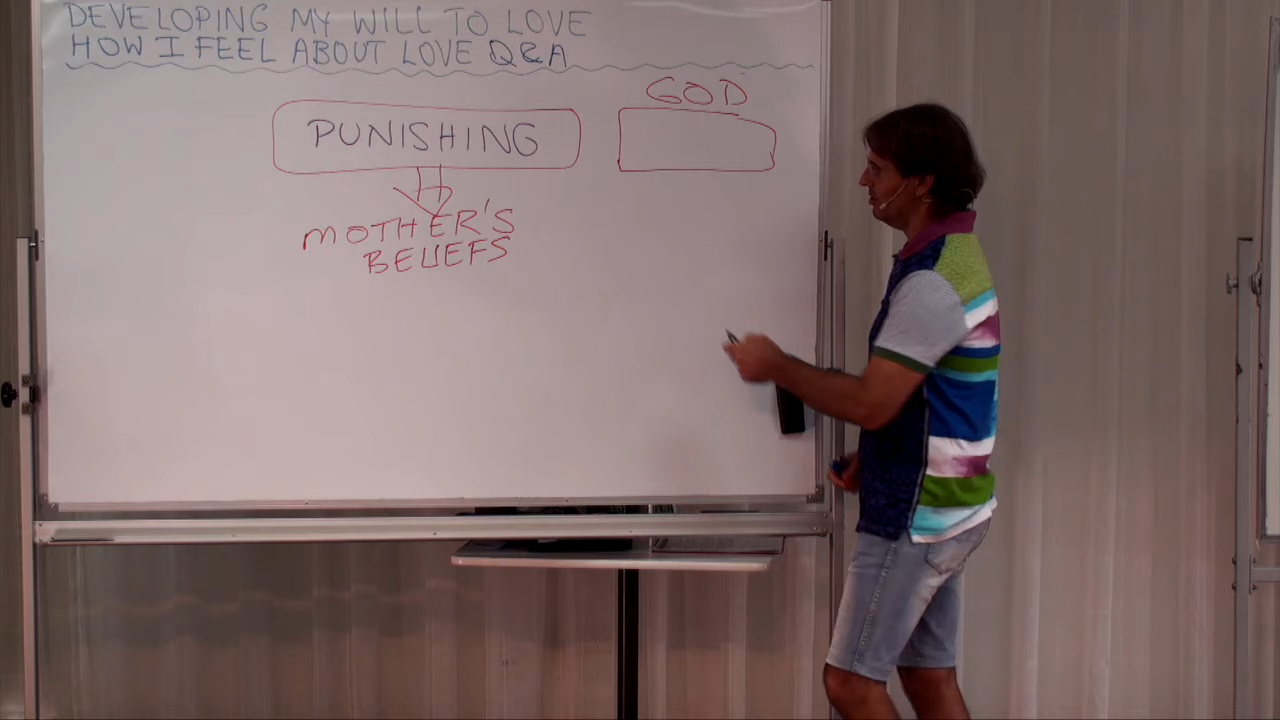 DEVELOPING MY WILL TO LOVE
HOW I FEEL ABOUT LOVE Q&A
GOD
PUNISHING
MOTHER'S
BELIEFS